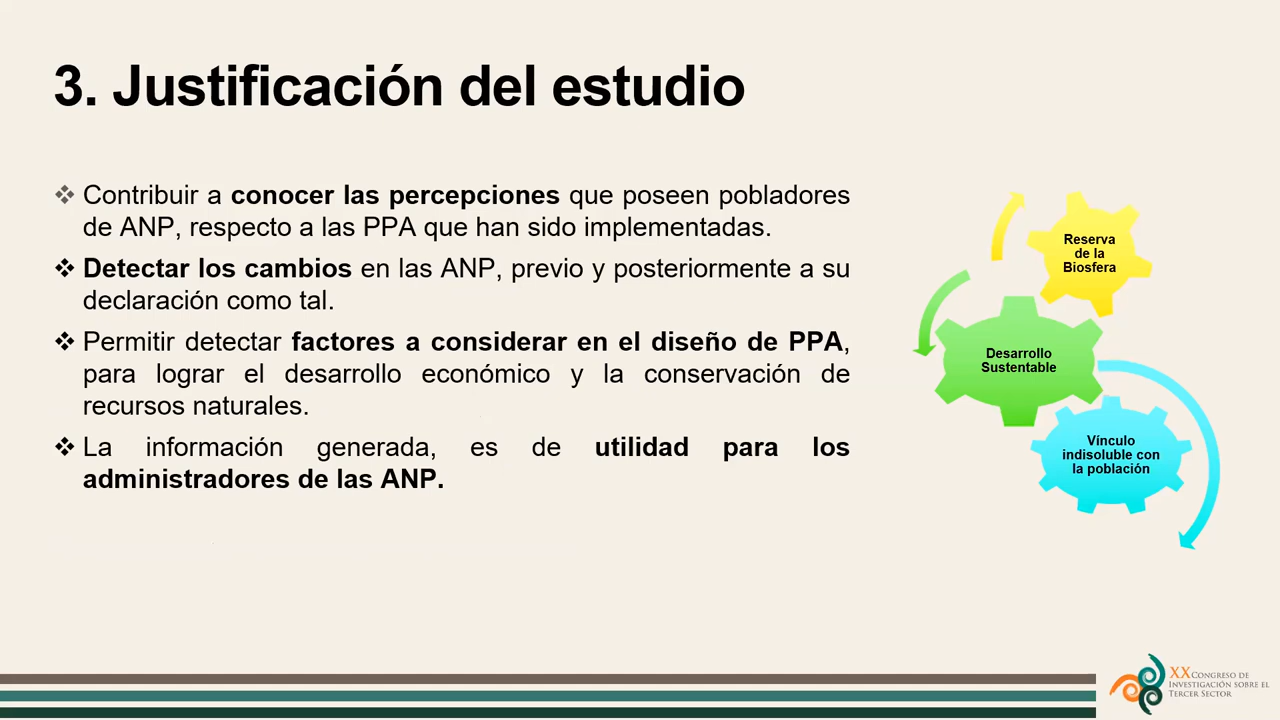 3. Justificación del estudio
❖ Contribuir a conocer las percepciones que poseen pobladores
de ANP, respecto a las PPA que han sido implementadas.
❖ Detectar los cambios en las ANP, previo y posteriormente a su
declaración como tal.
❖ Permitir detectar factores a considerar en el diseño de PPA,
para lograr el desarrollo económico y la conservación de
recursos naturales.
❖ La información generada, es de utilidad para los
administradores de las ANP.
Reserva
de la
Biosfera
Desarrollo
Sustentable
Vínculo
indisoluble con
la población
XX CONGRESO DE
INVESTIGACIÓN SOBRE EL
TERCER SECTOR